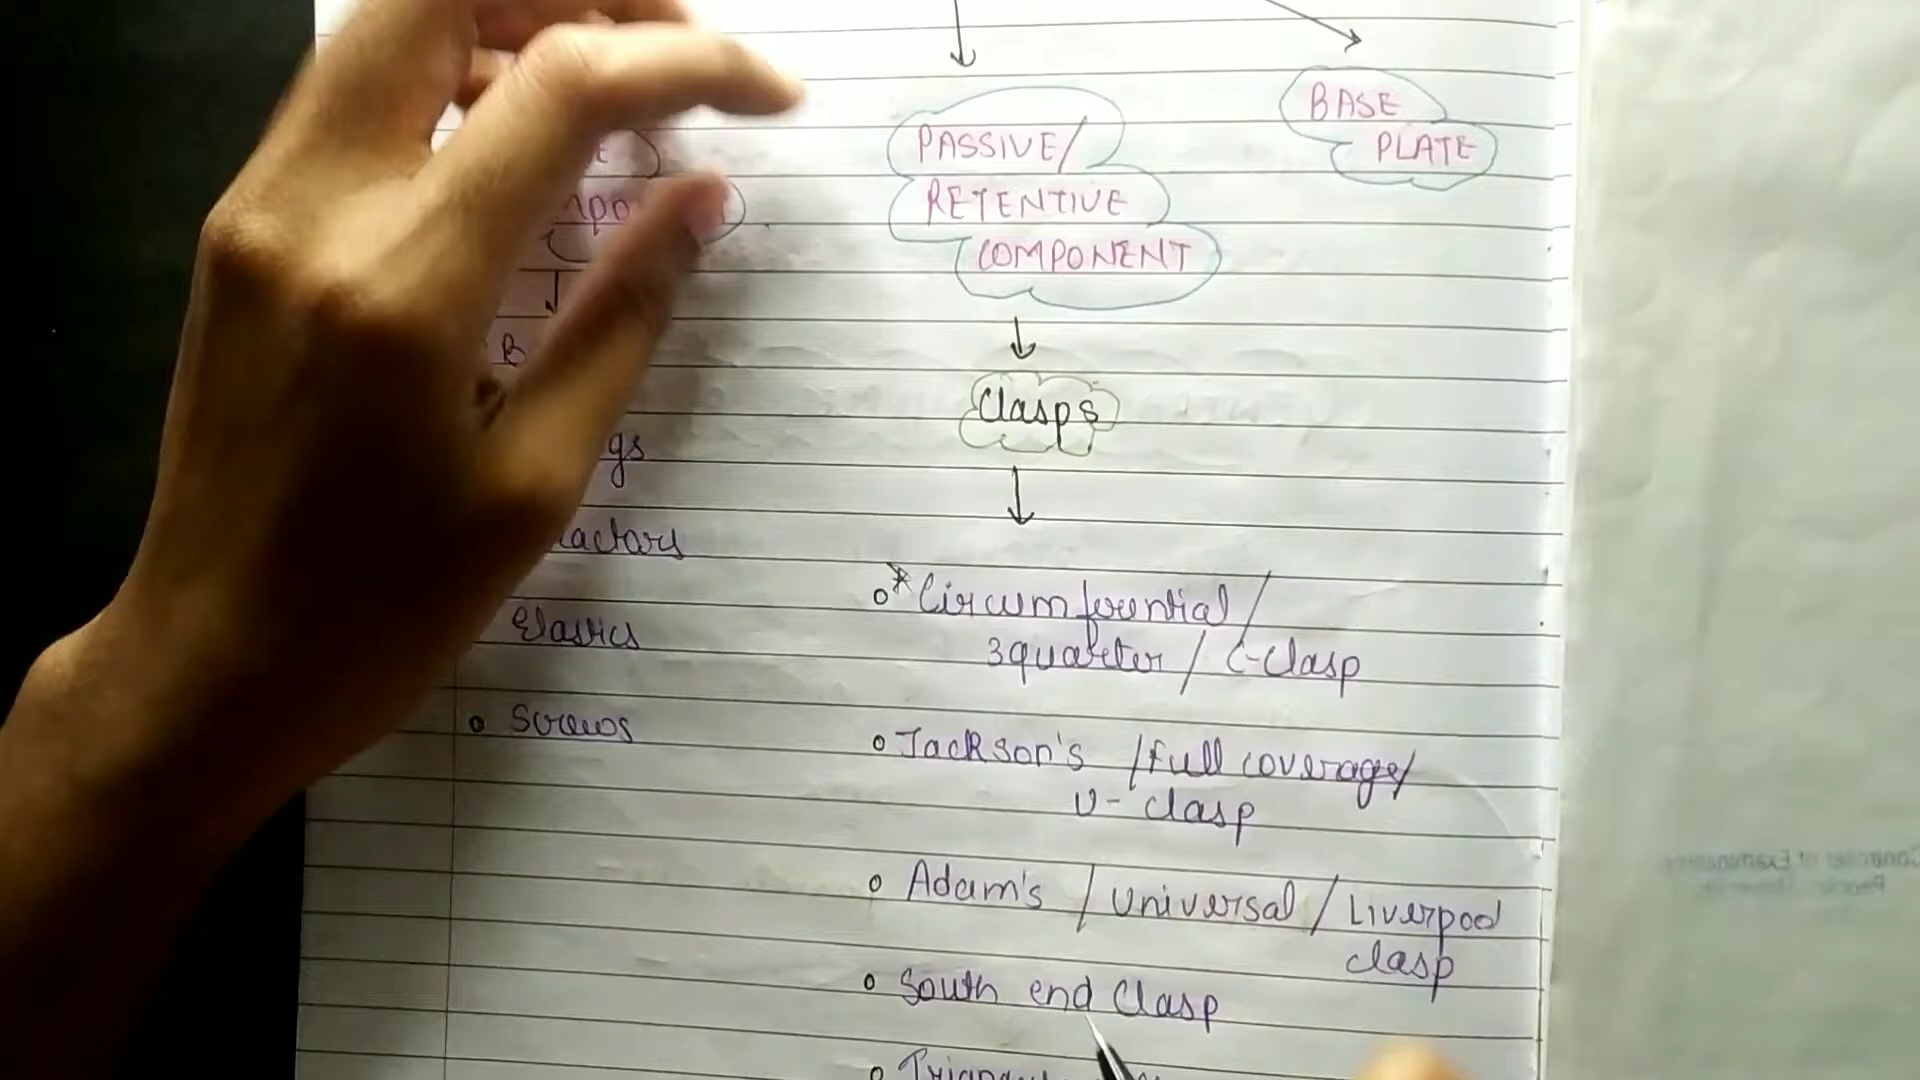 PASSIVE/
RETENTIVE
COMPONENT
BASE
PLATE
Clasps
Elastics
Screws
* Circumferential /
3quarter / C-Clasp
Jackson's / full coverage/
U- clasp
Adam's / Universal / Liverpool
clasp
South end Clasp